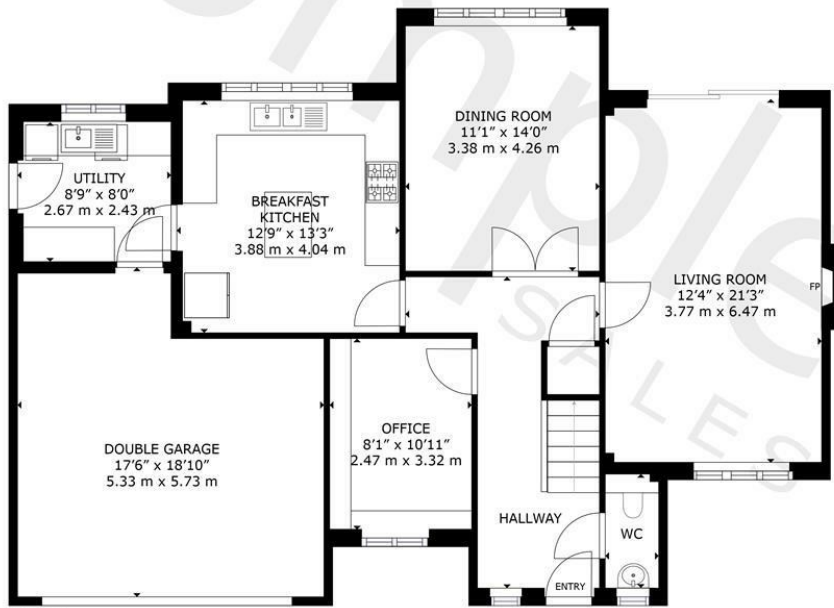 UTILITY
8'9" x 8'0"
2.67 m x 2.43 m
BREAKFAST
KITCHEN
12'9" x 13'3"
3.88 m x 4.04 m
DINING ROOM
11'1" x 14'0"
3.38 m x 4.26 m
LIVING ROOM
12'4" x 21'3"
3.77 m x 6.47 m
FP
DOUBLE GARAGE
17'6" x 18'10"
5.33 m x 5.73 m
OFFICE
8'1" x 10'11"
2.47 m x 3.32 m
HALLWAY
WC
ENTRY
SALES